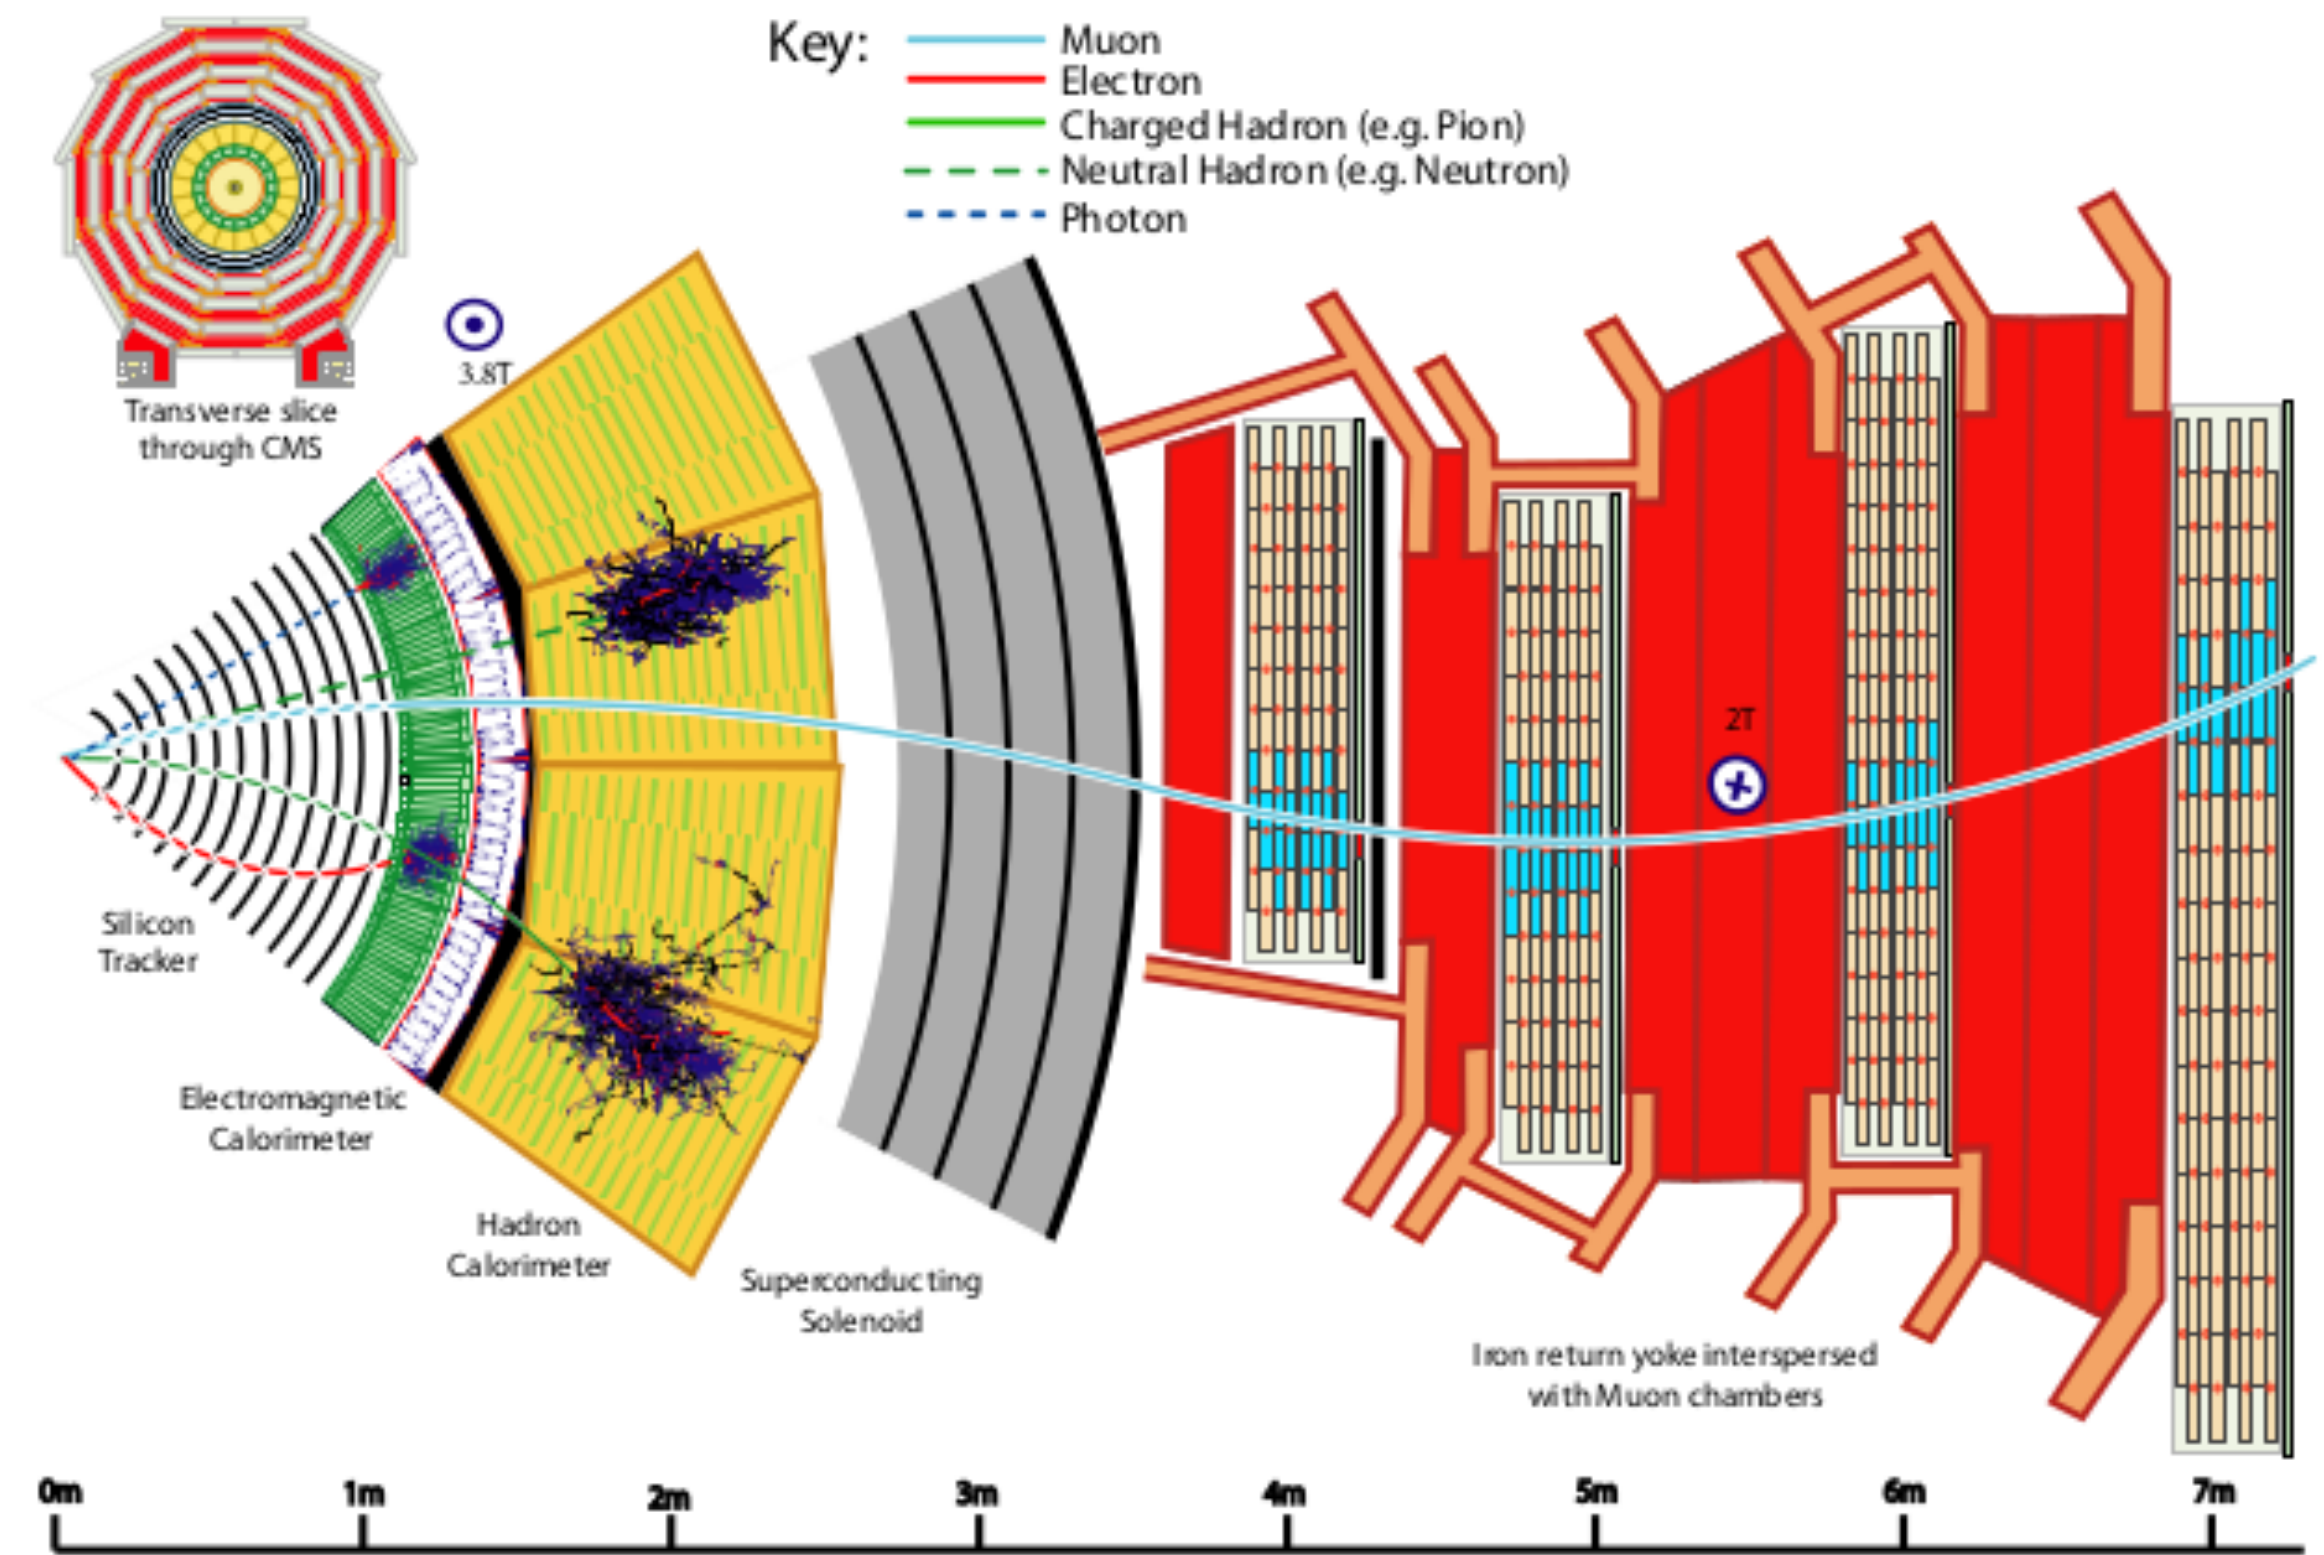 Key:
Muon
Electron
Charged Hadron (e.g. Pion)
Neutral Hadron (e.g. Neutron)
Photon
Transverse slice
through CMS
3.8T
2T
Silicon
Tracker
Electromagnetic
Calorimeter
Hadron
Calorimeter
Superconducting
Solenoid
Iron return yoke interspersed
with Muon chambers
0m 1m 2m 3m 4m 5m 6m 7m